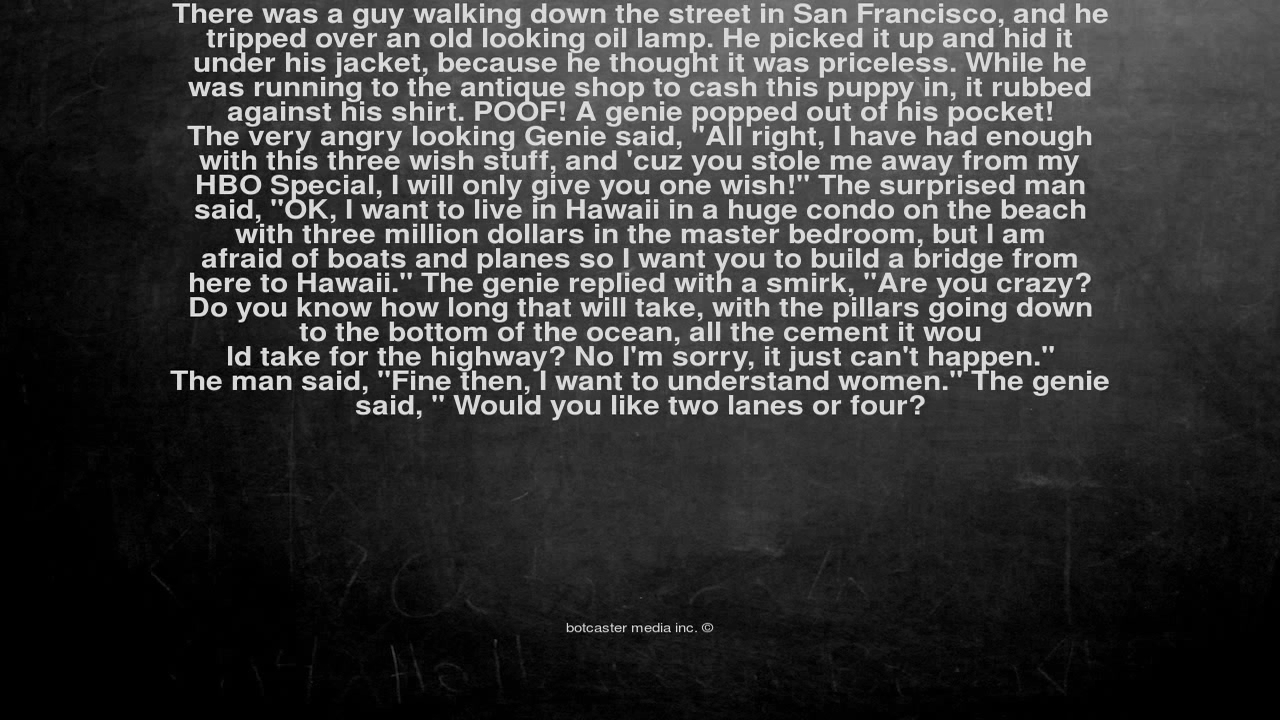 There was a guy walking down the street in San Francisco, and he
tripped over an old looking oil lamp. He picked it up and hid it
under his jacket, because he thought it was priceless. While he
was running to the antique shop to cash this puppy in, it rubbed
against his shirt. POOF! A genie popped out of his pocket!
The very angry looking Genie said, "All right, I have had enough
with this three wish stuff, and 'cuz you stole me away from my
HBO Special, I will only give you one wish!" The surprised man
said, "OK, I want to live in Hawaii in a huge condo on the beach
with three million dollars in the master bedroom, but I am
afraid of boats and planes so I want you to build a bridge from
here to Hawaii." The genie replied with a smirk, "Are you crazy?
Do you know how long that will take, with the pillars going down
to the bottom of the ocean, all the cement it wou
ld take for the highway? No I'm sorry, it just can't happen."
The man said, "Fine then, I want to understand women." The genie
said, " Would you like two lanes or four?
botcaster media inc. ©